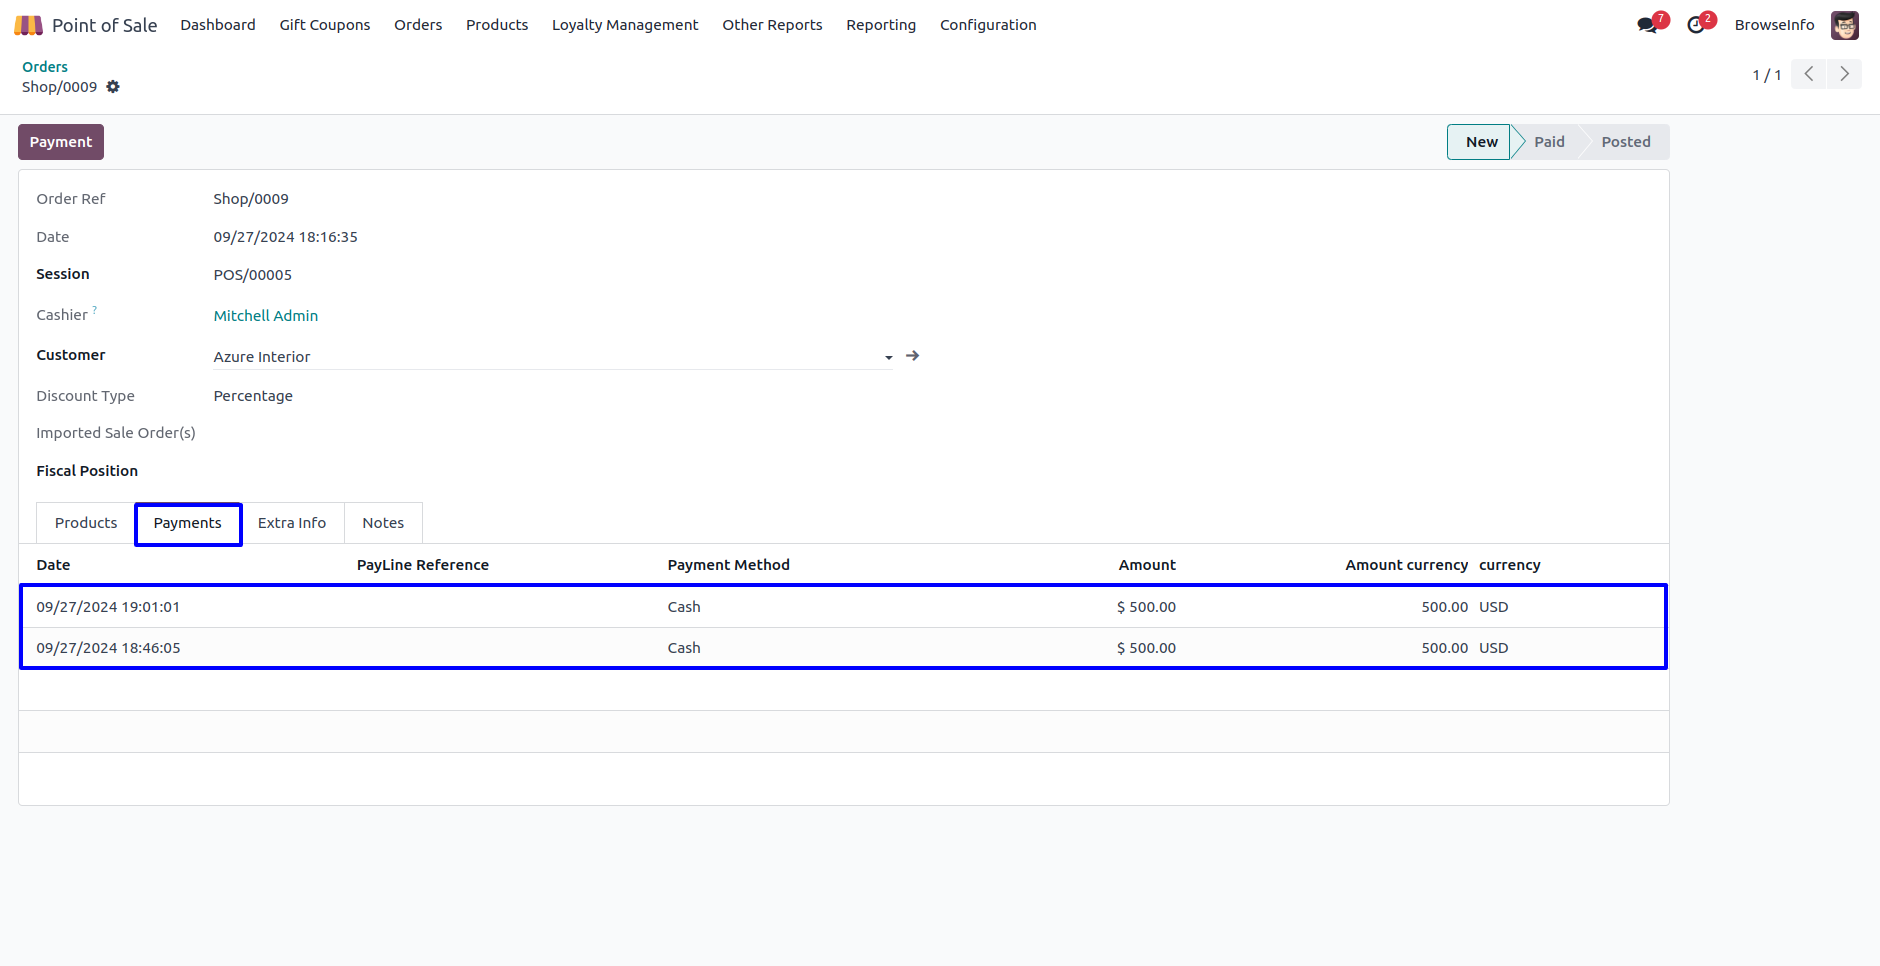 Point of Sale Dashboard Gift Coupons Orders Products Loyalty Management Other Reports Reporting Configuration 7 2 BrowseInfo
Orders
Shop/0009 1 / 1
Payment New Paid Posted
Order Ref Shop/0009
Date 09/27/2024 18:16:35
Session POS/00005
Cashier ? Mitchell Admin
Customer Azure Interior
Discount Type Percentage
Imported Sale Order(s)
Fiscal Position
Products Payments Extra Info Notes
Date PayLine Reference Payment Method Amount Amount currency currency
09/27/2024 19:01:01 Cash $ 500.00 500.00 USD
09/27/2024 18:46:05 Cash $ 500.00 500.00 USD